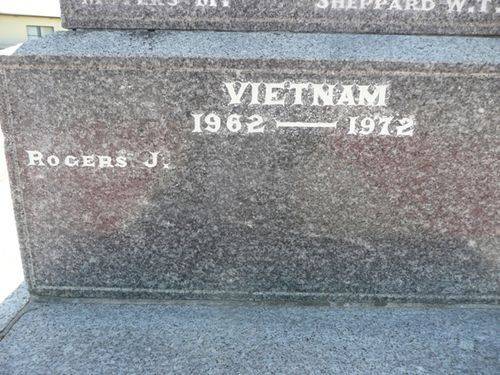 SHEPPARD W.T
VIETNAM
1962 — 1972
ROGERS J.